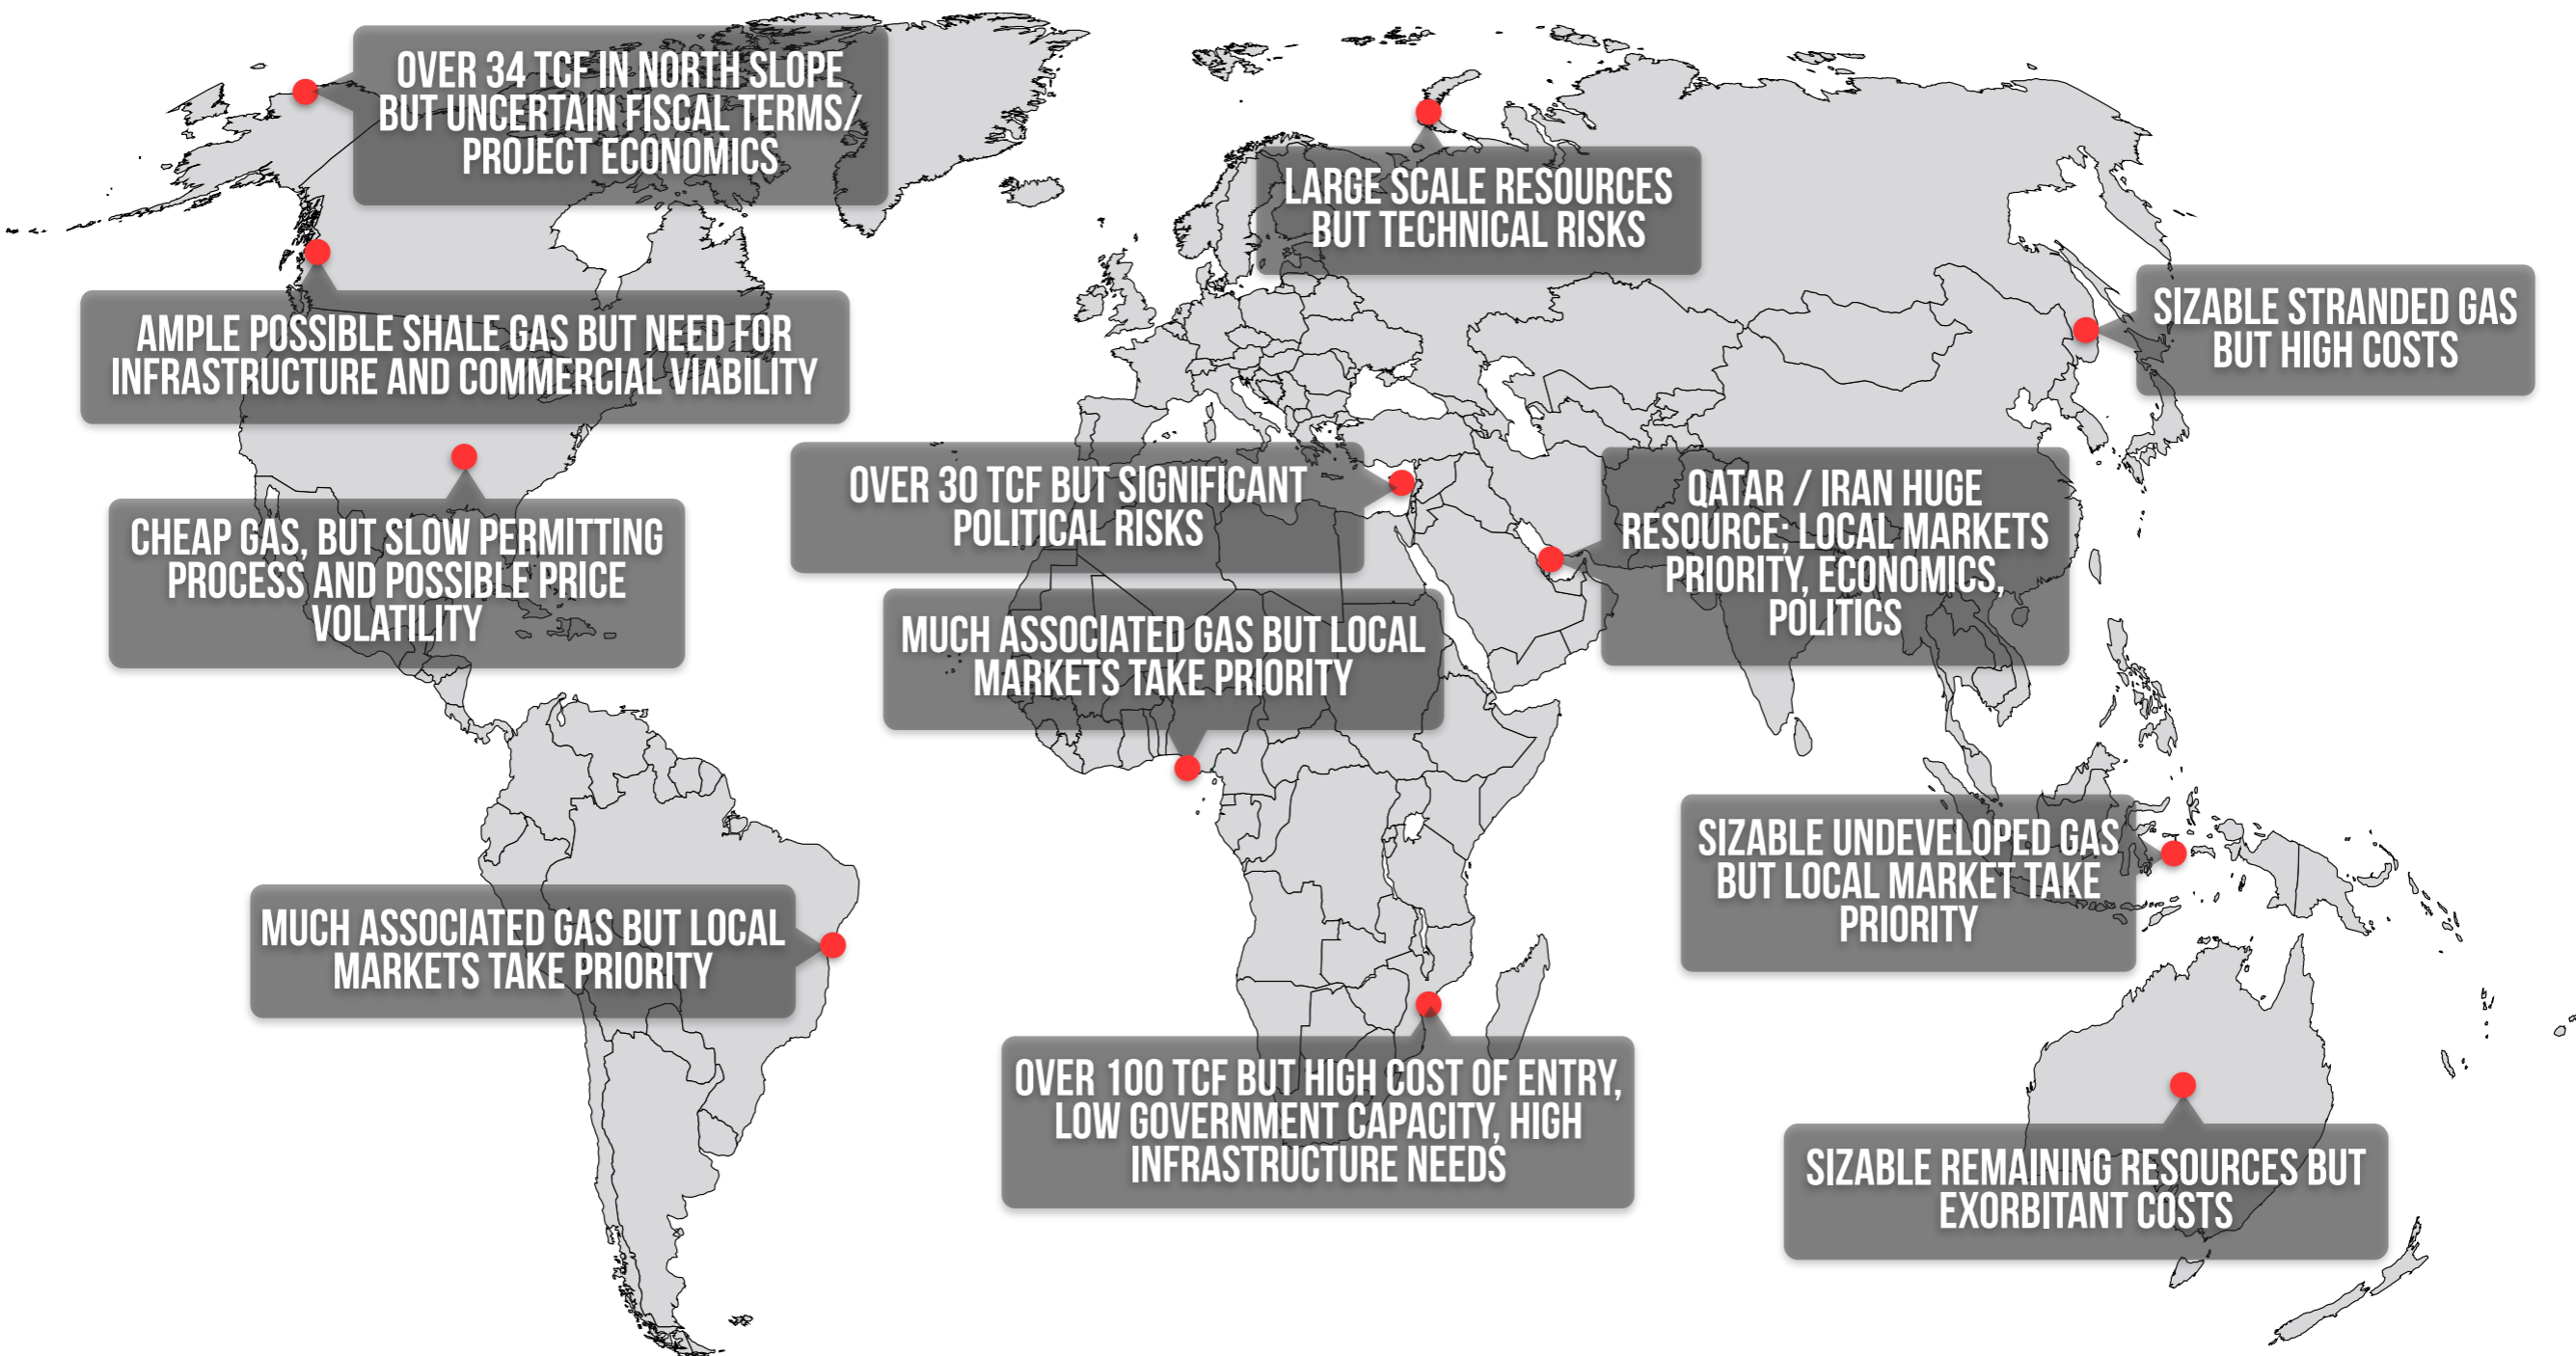 OVER 34 TCF IN NORTH SLOPE
BUT UNCERTAIN FISCAL TERMS/
PROJECT ECONOMICS
LARGE SCALE RESOURCES
BUT TECHNICAL RISKS
AMPLE POSSIBLE SHALE GAS BUT NEED FOR
INFRASTRUCTURE AND COMMERCIAL VIABILITY
SIZABLE STRANDED GAS
BUT HIGH COSTS
CHEAP GAS, BUT SLOW PERMITTING
PROCESS AND POSSIBLE PRICE
VOLATILITY
OVER 30 TCF BUT SIGNIFICANT
POLITICAL RISKS
QATAR / IRAN HUGE
RESOURCE; LOCAL MARKETS
PRIORITY, ECONOMICS,
POLITICS
MUCH ASSOCIATED GAS BUT LOCAL
MARKETS TAKE PRIORITY
SIZABLE UNDEVELOPED GAS
BUT LOCAL MARKET TAKE
PRIORITY
MUCH ASSOCIATED GAS BUT LOCAL
MARKETS TAKE PRIORITY
OVER 100 TCF BUT HIGH COST OF ENTRY,
LOW GOVERNMENT CAPACITY, HIGH
INFRASTRUCTURE NEEDS
SIZABLE REMAINING RESOURCES BUT
EXORBITANT COSTS